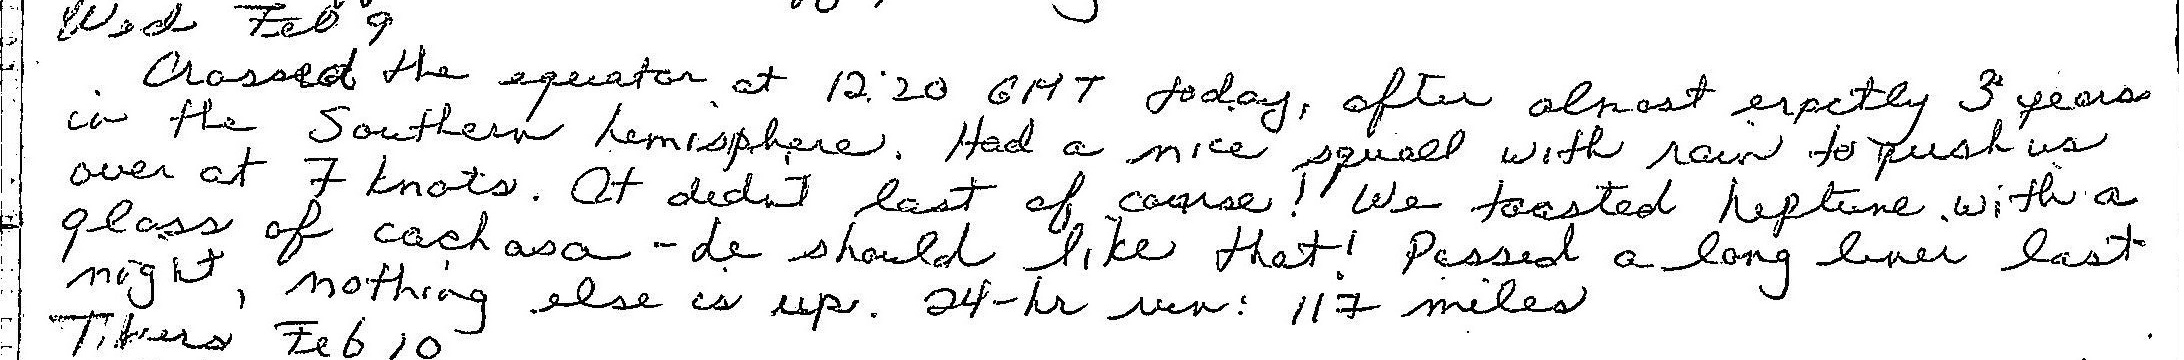 Wed Feb 9
Crossed the equator at 12:20 GMT today, after almost exactly 3 years
in the Southern hemisphere. Had a nice squall with rain to push us
over at 7 knots. It didn't last of course! We toasted Neptune with a
glass of cachasa - he should like that! Passed a long liner last
night, nothing else is up. 24-hr run: 117 miles
Thurs Feb 10